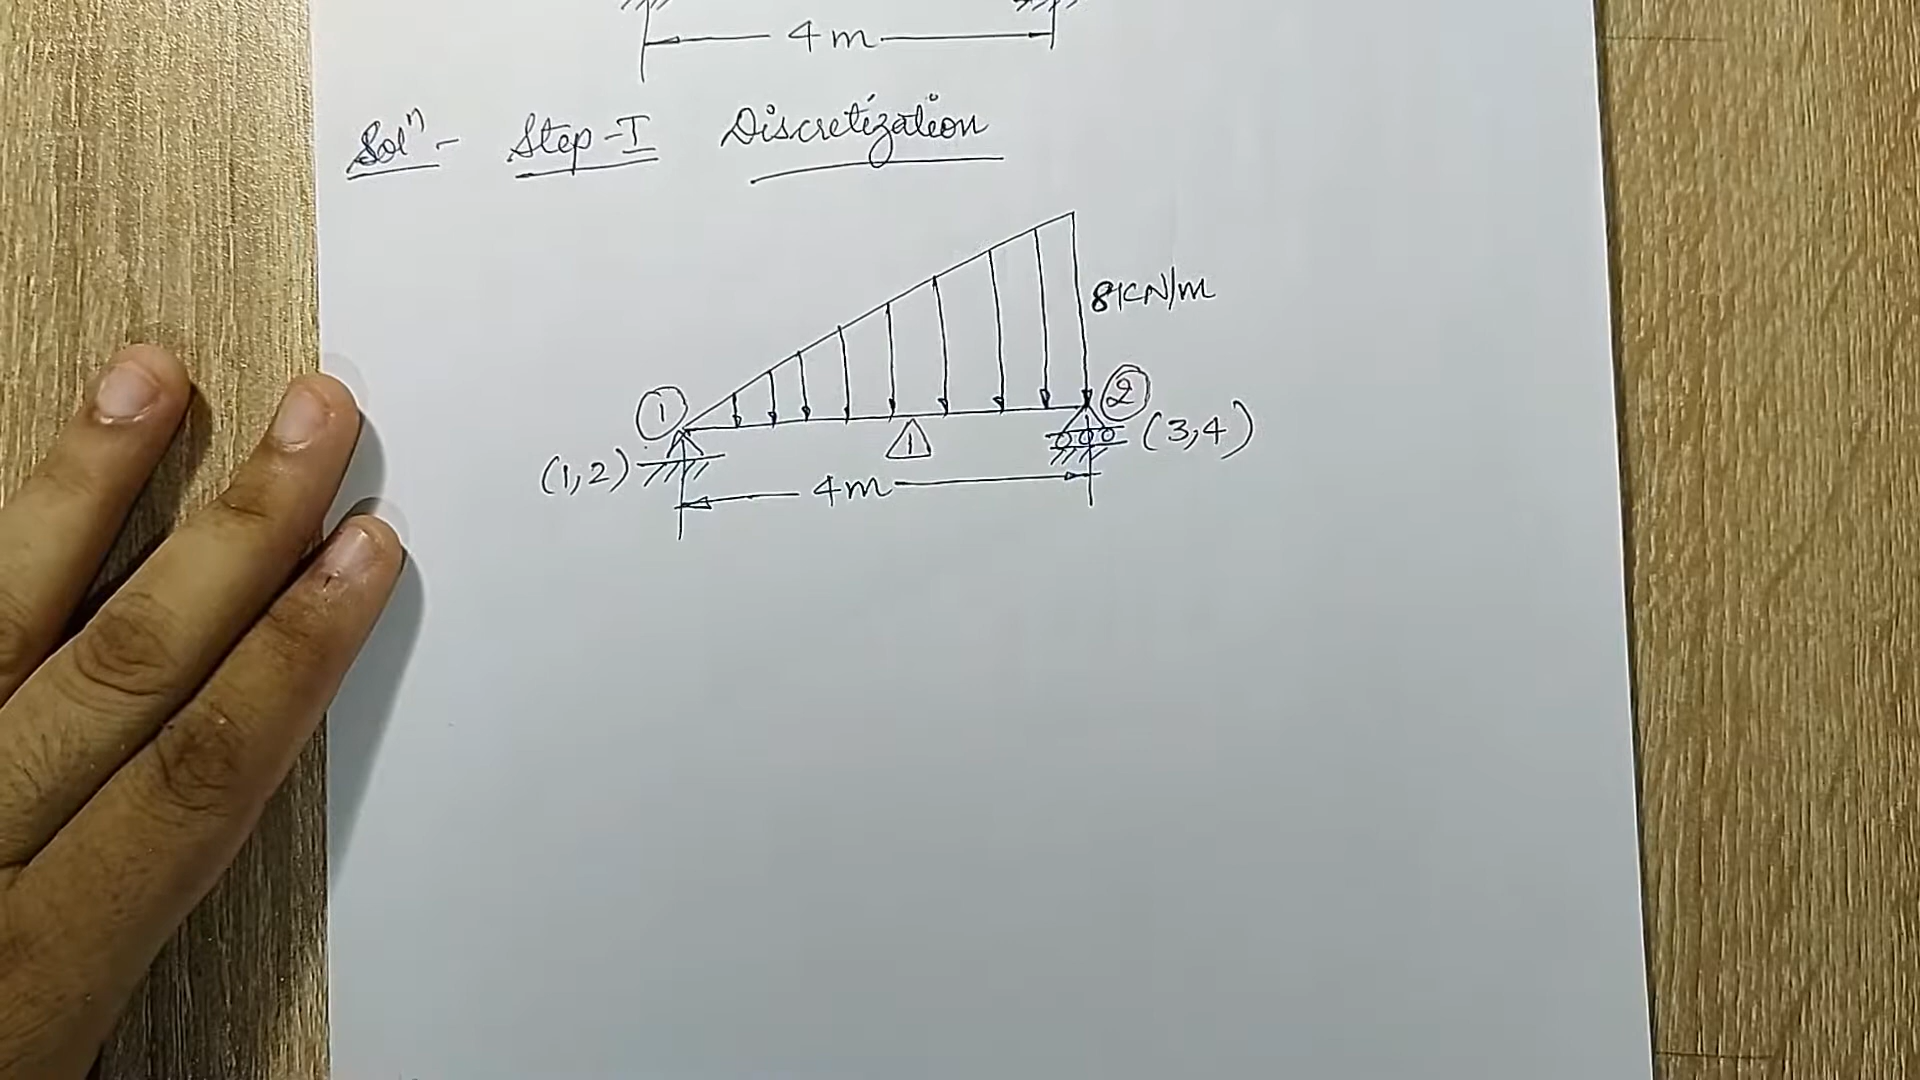 4m
Solⁿ- Step-I Discretization
8KN/m
1 2
(1,2) 1 (3,4)
4m